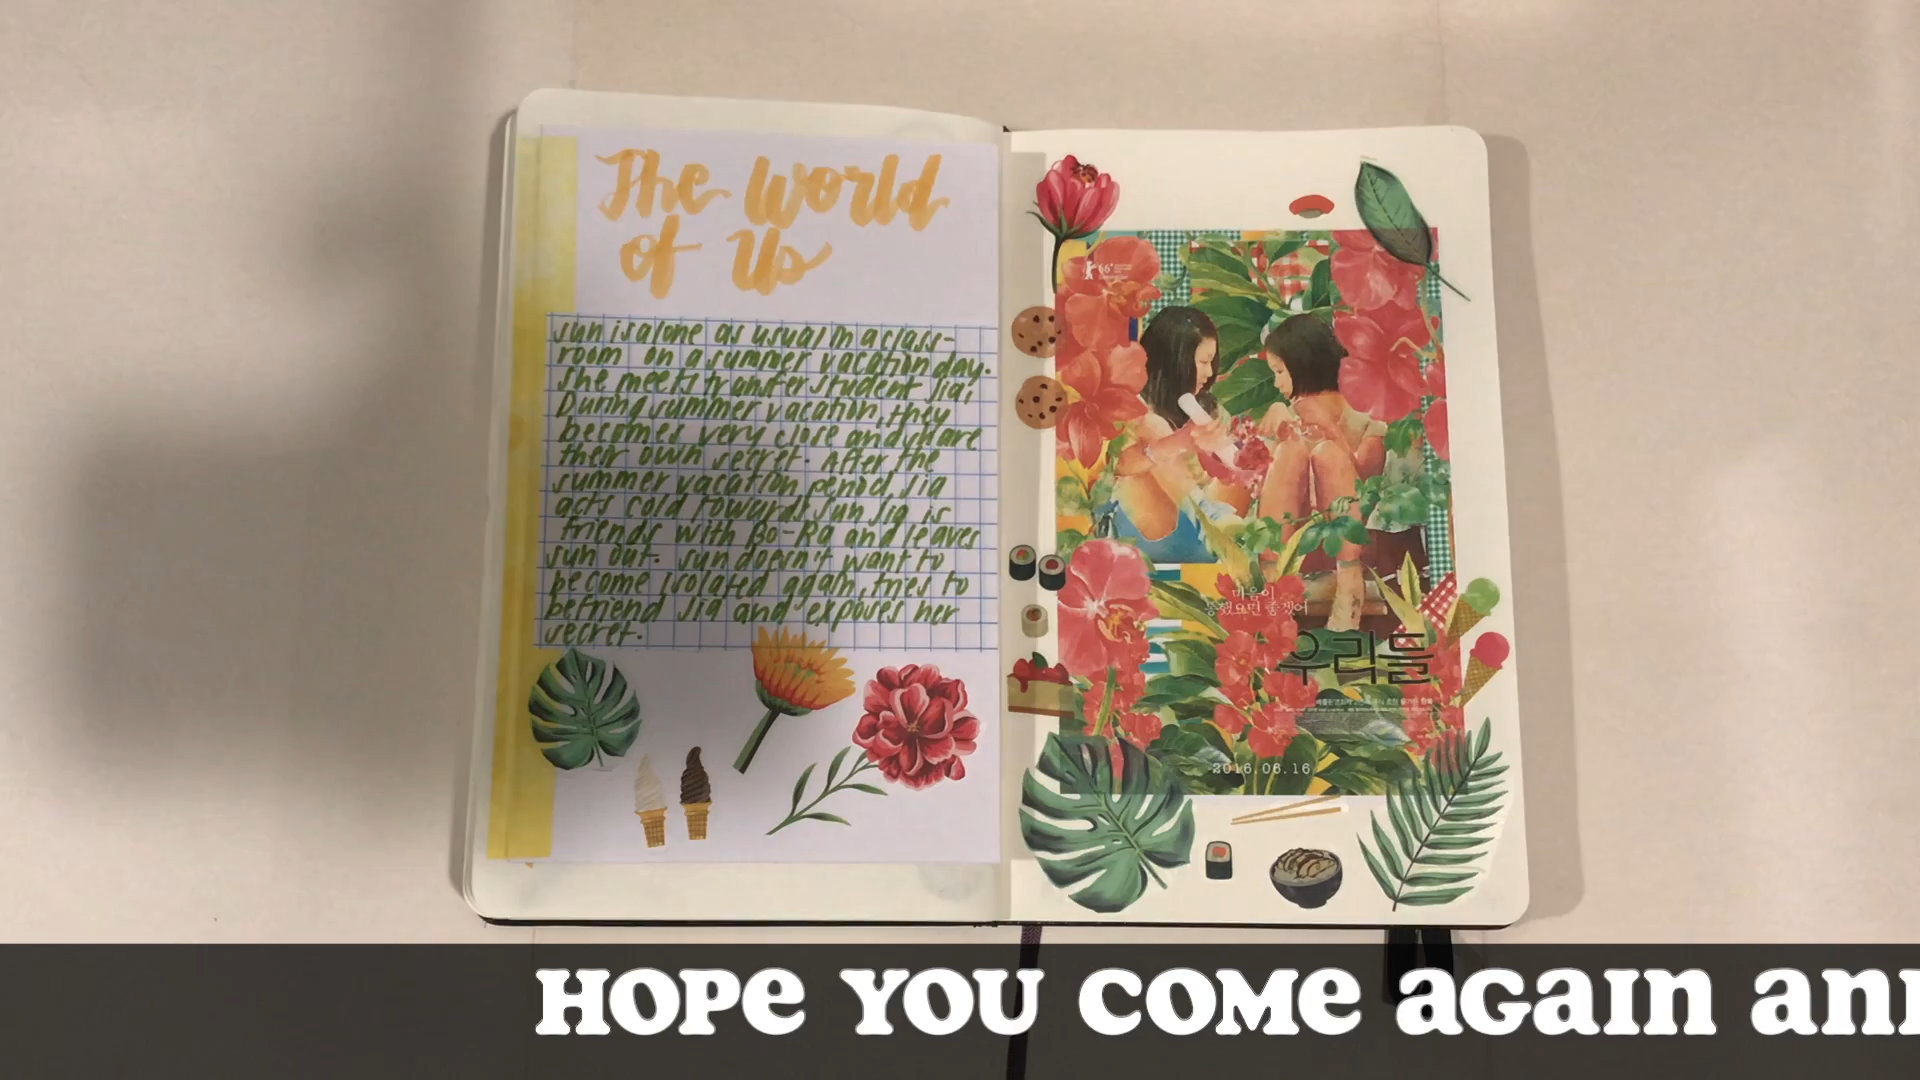 The World
of Us
sun is alone as usual in a class-
room on a summer vacation day.
she meets transfer student Jia,
During summer vacation, they
becomes very close and share
their own secret. After the
summer vacation period, Jia
acts cold towards sun Jia is
friends with Bo-Ra and leaves
sun out. sun doesn't want to
become isolated again, tries to
befriend Jia and exposes her
secret.
66
마음이
통했으면 좋겠어
우리들
2016.06.16
HOPE YOU COME AGAIN AN